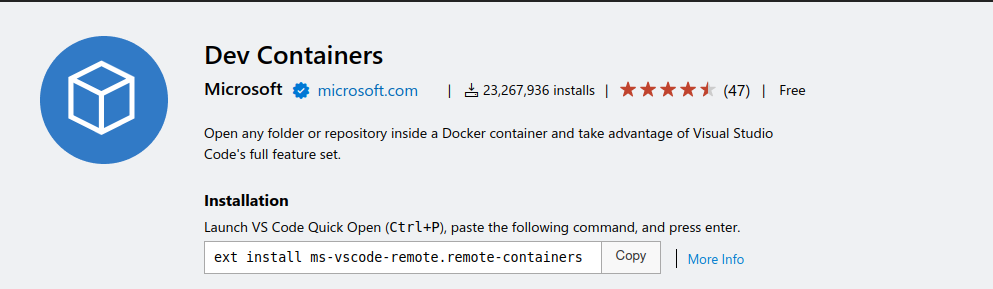 Dev Containers
Microsoft microsoft.com | 23,267,936 installs | (47) | Free
Open any folder or repository inside a Docker container and take advantage of Visual Studio
Code's full feature set.
Installation
Launch VS Code Quick Open (Ctrl+P), paste the following command, and press enter.
ext install ms-vscode-remote.remote-containers Copy | More Info